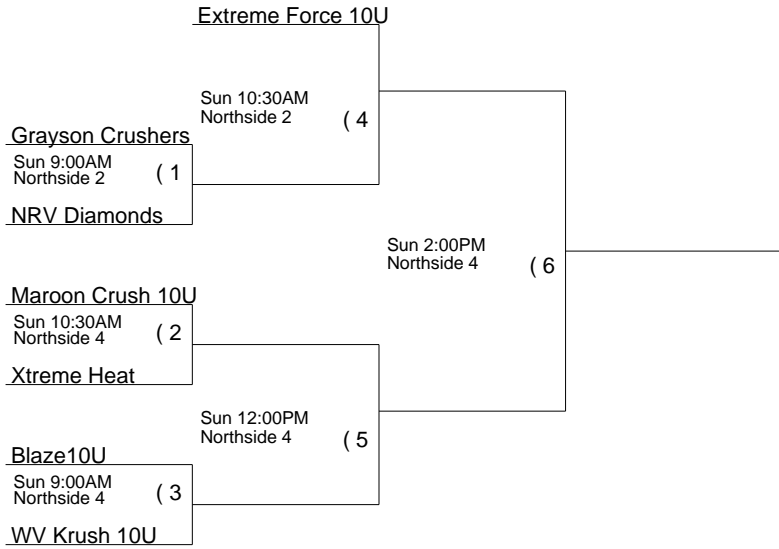 Extreme Force 10U
Sun 10:30AM
Northside 2
( 4
Grayson Crushers
Sun 9:00AM
Northside 2
( 1
NRV Diamonds
Sun 2:00PM
Northside 4
( 6
Maroon Crush 10U
Sun 10:30AM
Northside 4
( 2
Xtreme Heat
Sun 12:00PM
Northside 4
( 5
Blaze10U
Sun 9:00AM
Northside 4
( 3
WV Krush 10U